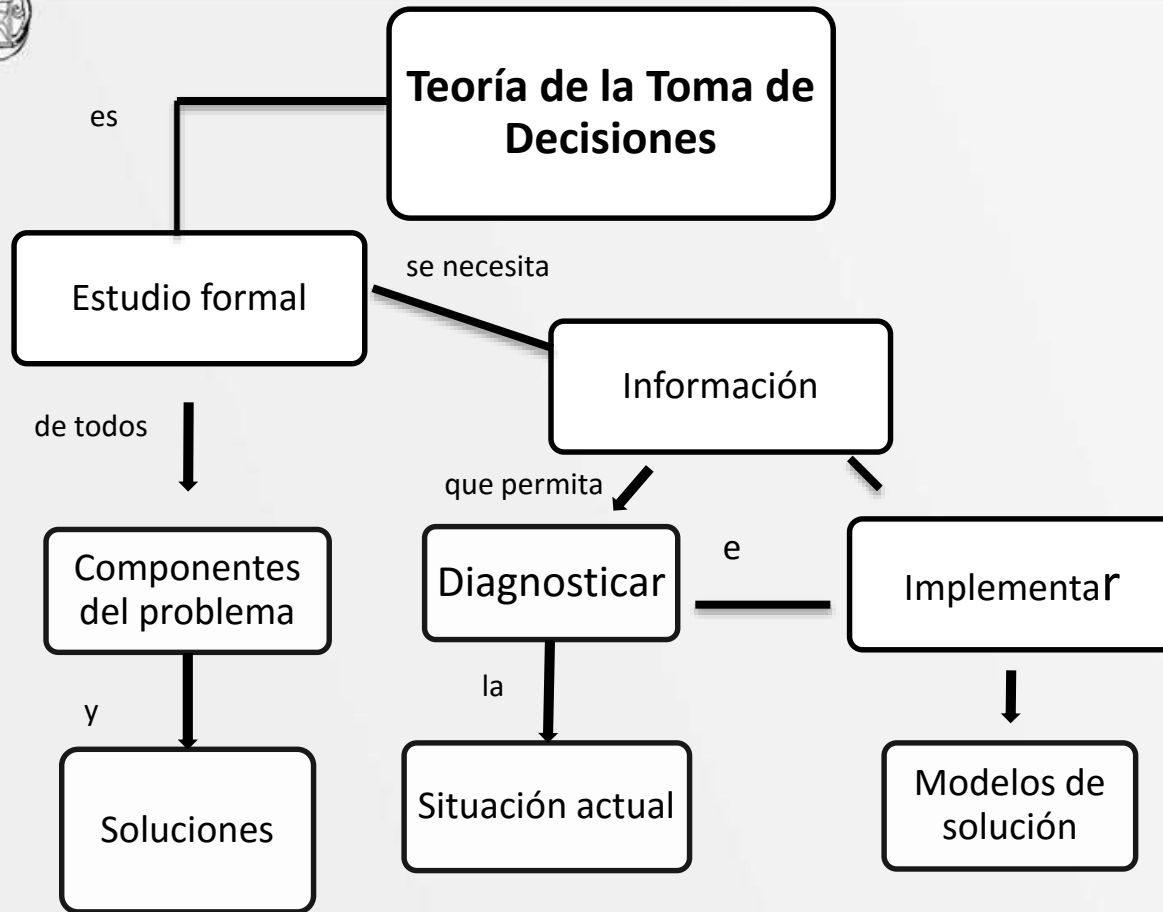 Teoría de la Toma de
Decisiones
es
Estudio formal
se necesita
Información
de todos
que permita
Componentes
del problema
Diagnosticar
e
Implementar
y
la
Soluciones
Situación actual
Modelos de
solución